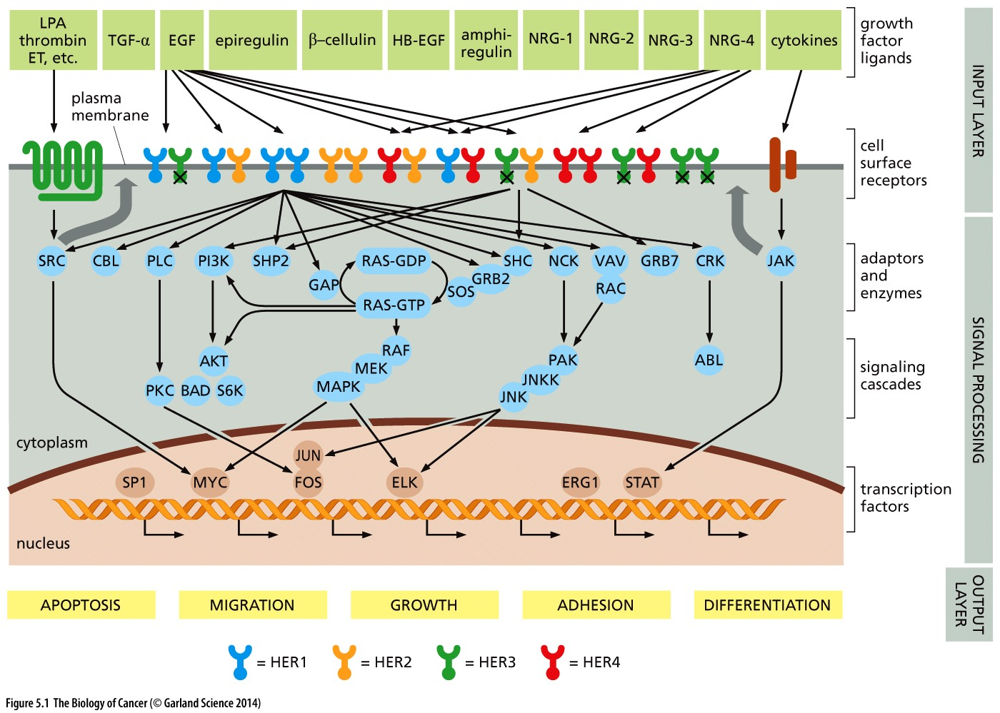 LPA
thrombin
ET, etc.
TGF-α
EGF
epiregulin
β–cellulin
HB-EGF
amphi-
regulin
NRG-1
NRG-2
NRG-3
NRG-4
cytokines
growth
factor
ligands
INPUT LAYER
plasma
membrane
cell
surface
receptors
SRC
CBL
PLC
PI3K
SHP2
GAP
RAS-GDP
RAS-GTP
SOS
GRB2
SHC
NCK
VAV
RAC
GRB7
CRK
JAK
adaptors
and
enzymes
SIGNAL PROCESSING
AKT
PKC
BAD
S6K
RAF
MEK
MAPK
PAK
JNKK
JNK
ABL
signaling
cascades
cytoplasm
JUN
SP1
MYC
FOS
ELK
ERG1
STAT
transcription
factors
nucleus
OUTPUT
LAYER
APOPTOSIS
MIGRATION
GROWTH
ADHESION
DIFFERENTIATION
= HER1
= HER2
= HER3
= HER4
Figure 5.1 The Biology of Cancer (© Garland Science 2014)